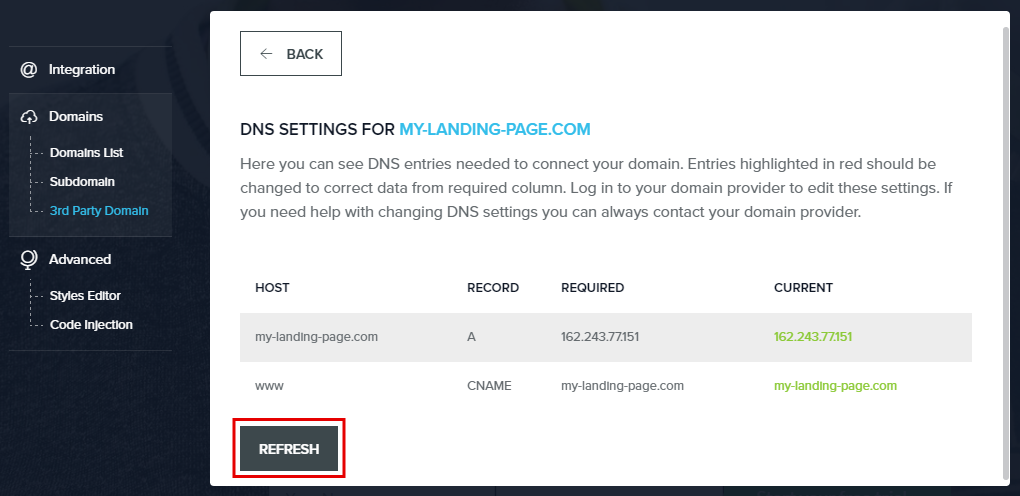 Integration
Domains
Domains List
Subdomain
3rd Party Domain
Advanced
Styles Editor
Code Injection
← BACK
DNS SETTINGS FOR MY-LANDING-PAGE.COM
Here you can see DNS entries needed to connect your domain. Entries highlighted in red should be
changed to correct data from required column. Log in to your domain provider to edit these settings. If
you need help with changing DNS settings you can always contact your domain provider.
HOST RECORD REQUIRED CURRENT
my-landing-page.com A 162.243.77.151 162.243.77.151
www CNAME my-landing-page.com my-landing-page.com
REFRESH